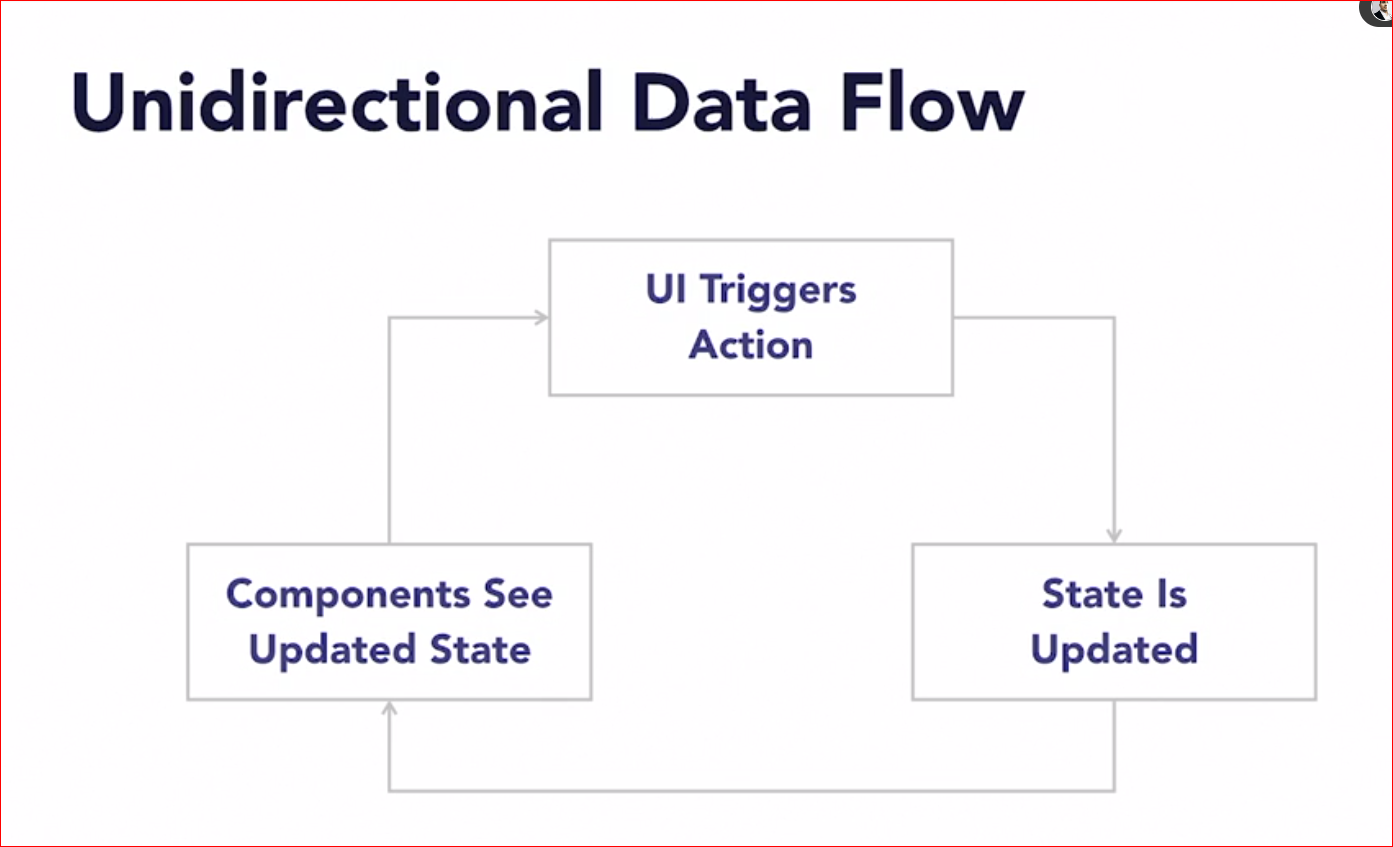 Unidirectional Data Flow
UI Triggers
Action
Components See
Updated State
State Is
Updated